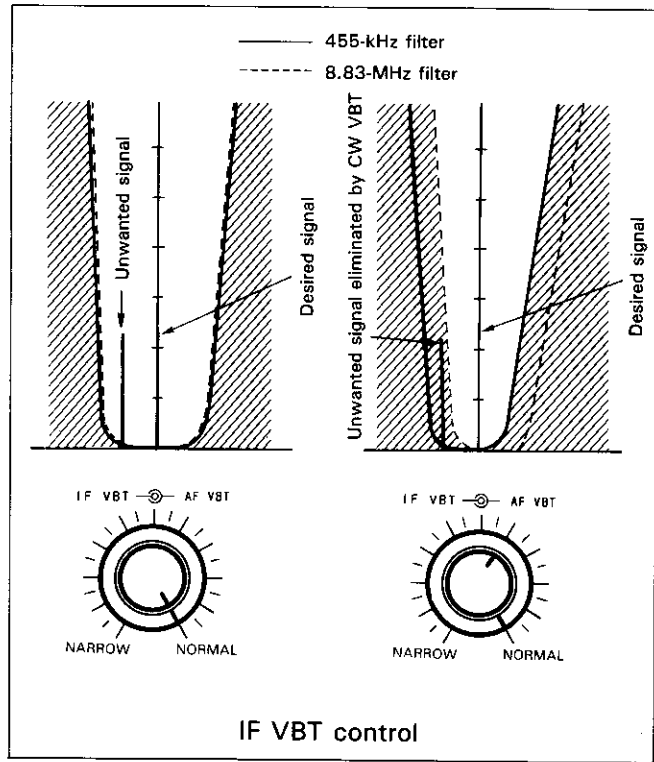 455-kHz filter
8.83-MHz filter
Unwanted signal
Desired signal
Unwanted signal eliminated by CW VBT
Desired signal
IF VBT AF VBT
NARROW NORMAL
IF VBT AF VBT
NARROW NORMAL
IF VBT control